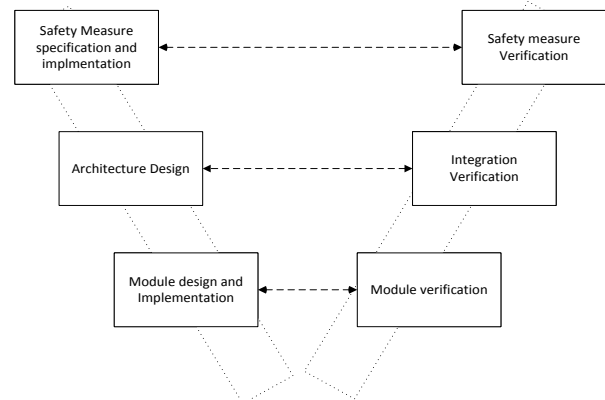 Safety Measure
specification and
implmentation
Safety measure
Verification
Architecture Design
Integration
Verification
Module design and
Implementation
Module verification